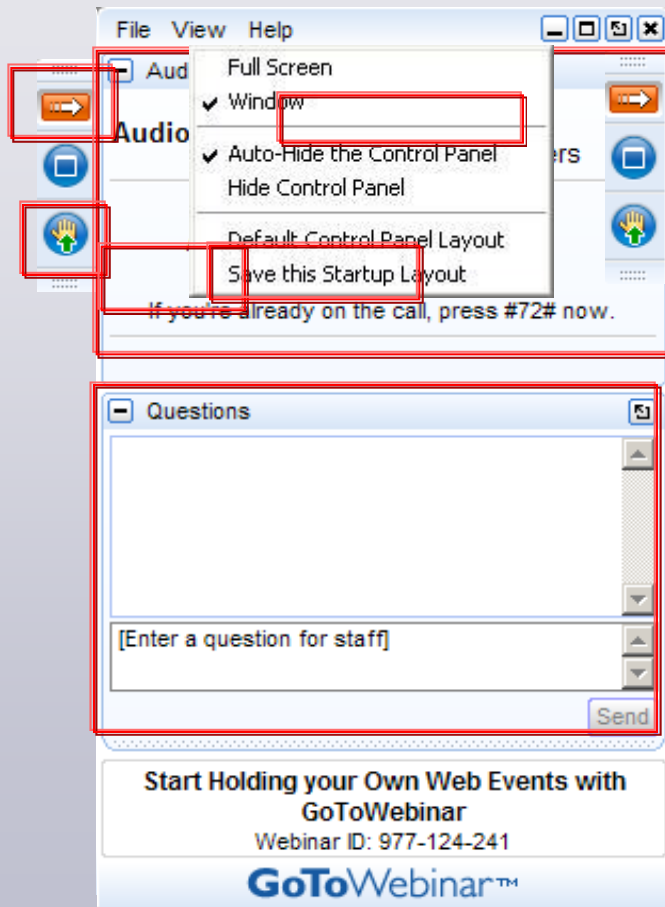 File View Help
Aud
Full Screen
Window
Audio
Auto-Hide the Control Panel
ers
Hide Control Panel
Default Control Panel Layout
Save this Startup Layout
If you're already on the call, press #72# now.
Questions
[Enter a question for staff]
Send
Start Holding your Own Web Events with
GoToWebinar
Webinar ID: 977-124-241
GoToWebinar™